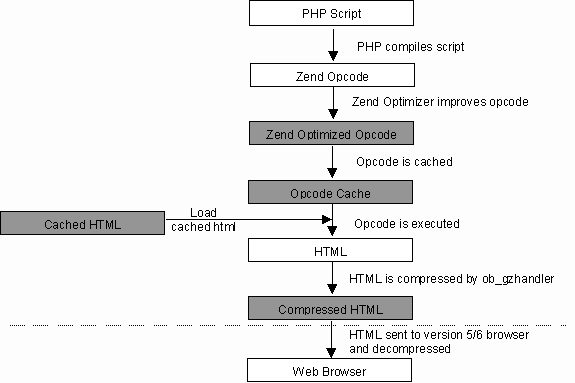 PHP Script
PHP compiles script
Zend Opcode
Zend Optimizer improves opcode
Zend Optimized Opcode
Opcode is cached
Opcode Cache
Cached HTML
Load
cached html
Opcode is executed
HTML
HTML is compressed by ob_gzhandler
Compressed HTML
HTML sent to version 5/6 browser
and decompressed
Web Browser